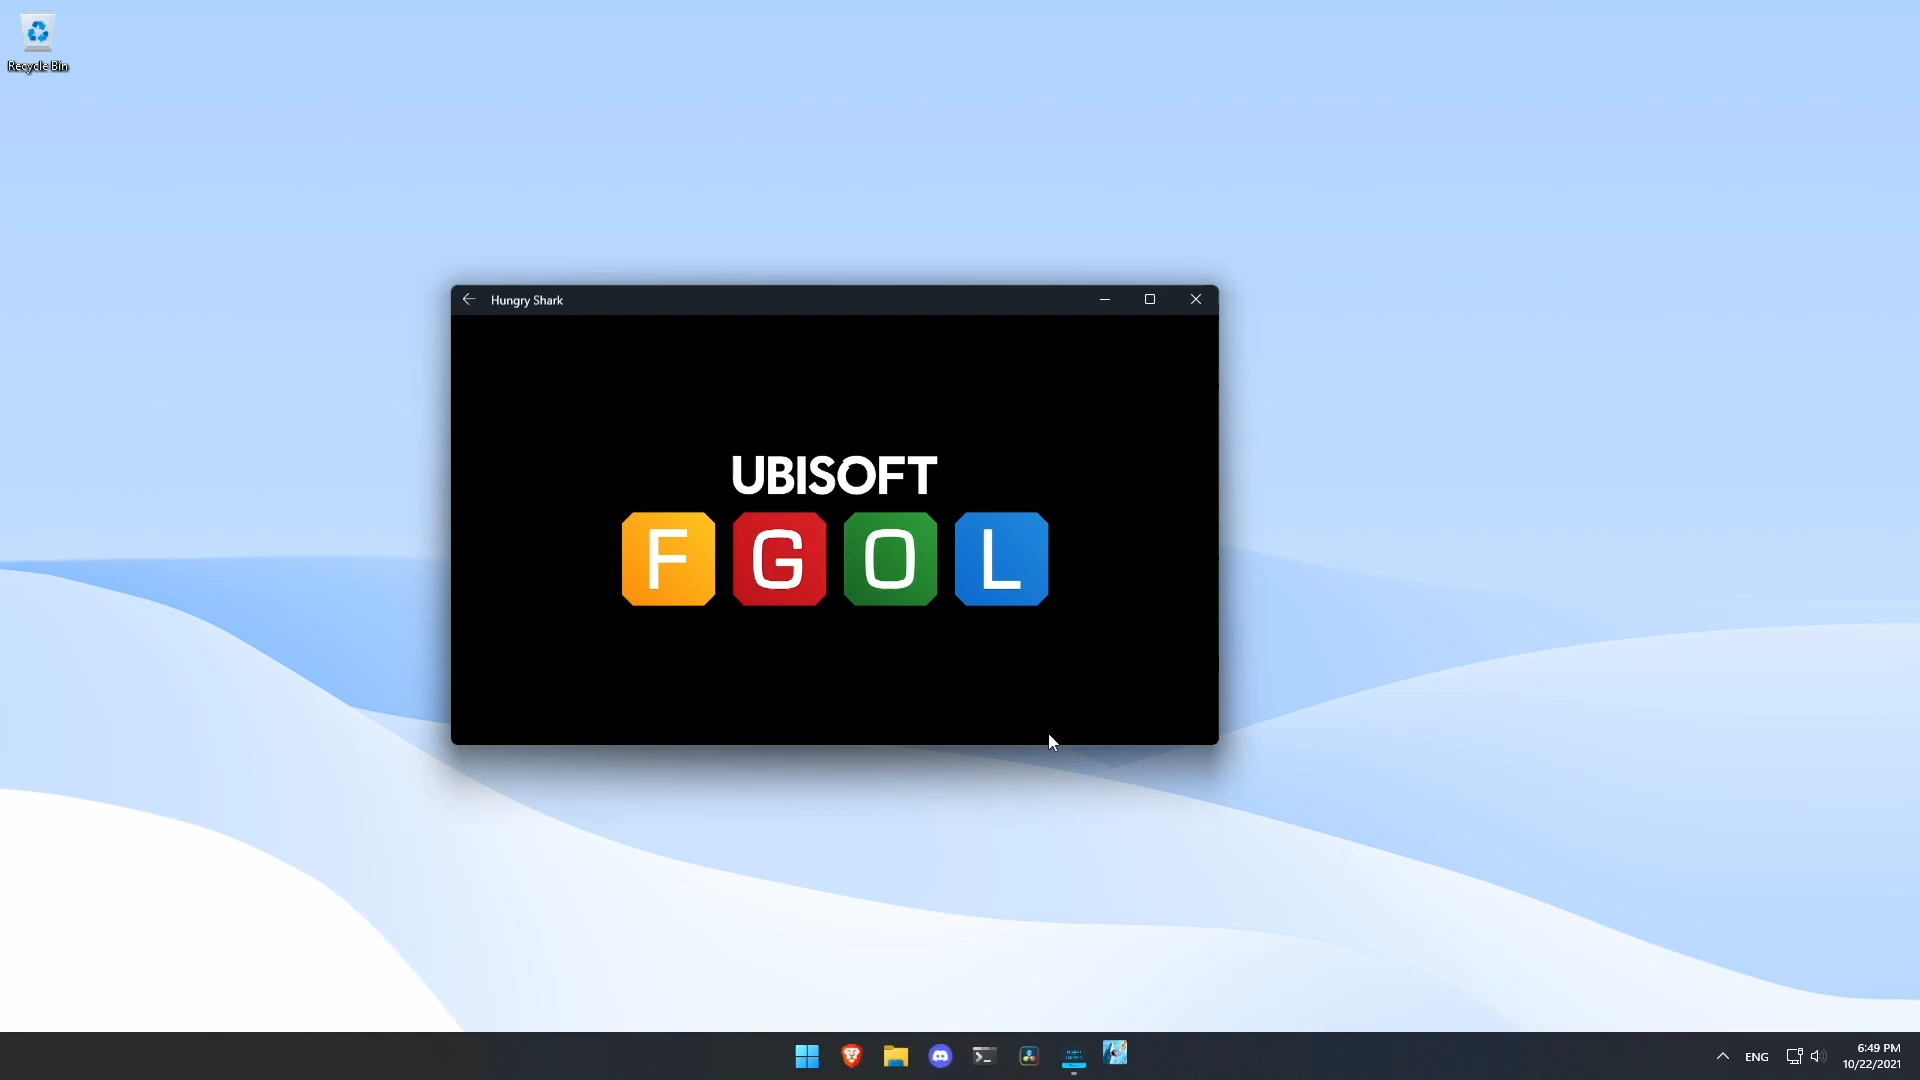 Recycle Bin
Hungry Shark
UBISOFT
F G O L
ENG
6:49 PM
10/22/2021